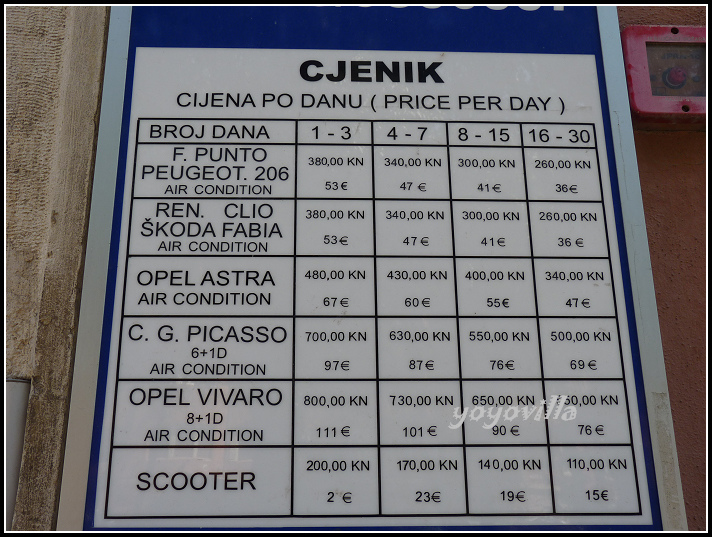 CJENIK
CIJENA PO DANU ( PRICE PER DAY )
BROJ DANA 1 - 3 4 - 7 8 - 15 16 - 30
F. PUNTO
PEUGEOT. 206
AIR CONDITION
380,00 KN 340,00 KN 300,00 KN 260,00 KN
53€ 47 € 41€ 36€
REN. CLIO
ŠKODA FABIA
AIR CONDITION
380,00 KN 340,00 KN 300,00 KN 260,00 KN
53€ 47€ 41€ 36 €
OPEL ASTRA
AIR CONDITION
480,00 KN 430,00 KN 400,00 KN 340,00 KN
67€ 60€ 55€ 47€
C. G. PICASSO
6+1D
AIR CONDITION
700,00 KN 630,00 KN 550,00 KN 500,00 KN
97€ 87€ 76€ 69€
OPEL VIVARO
8+1D
AIR CONDITION
800,00 KN 730,00 KN 650,00 KN KN
111€ 101€ 90 € 76€
yoyovilla
SCOOTER
200,00 KN 170,00 KN 140,00 KN 110,00 KN
2 € 23€ 19€ 15€